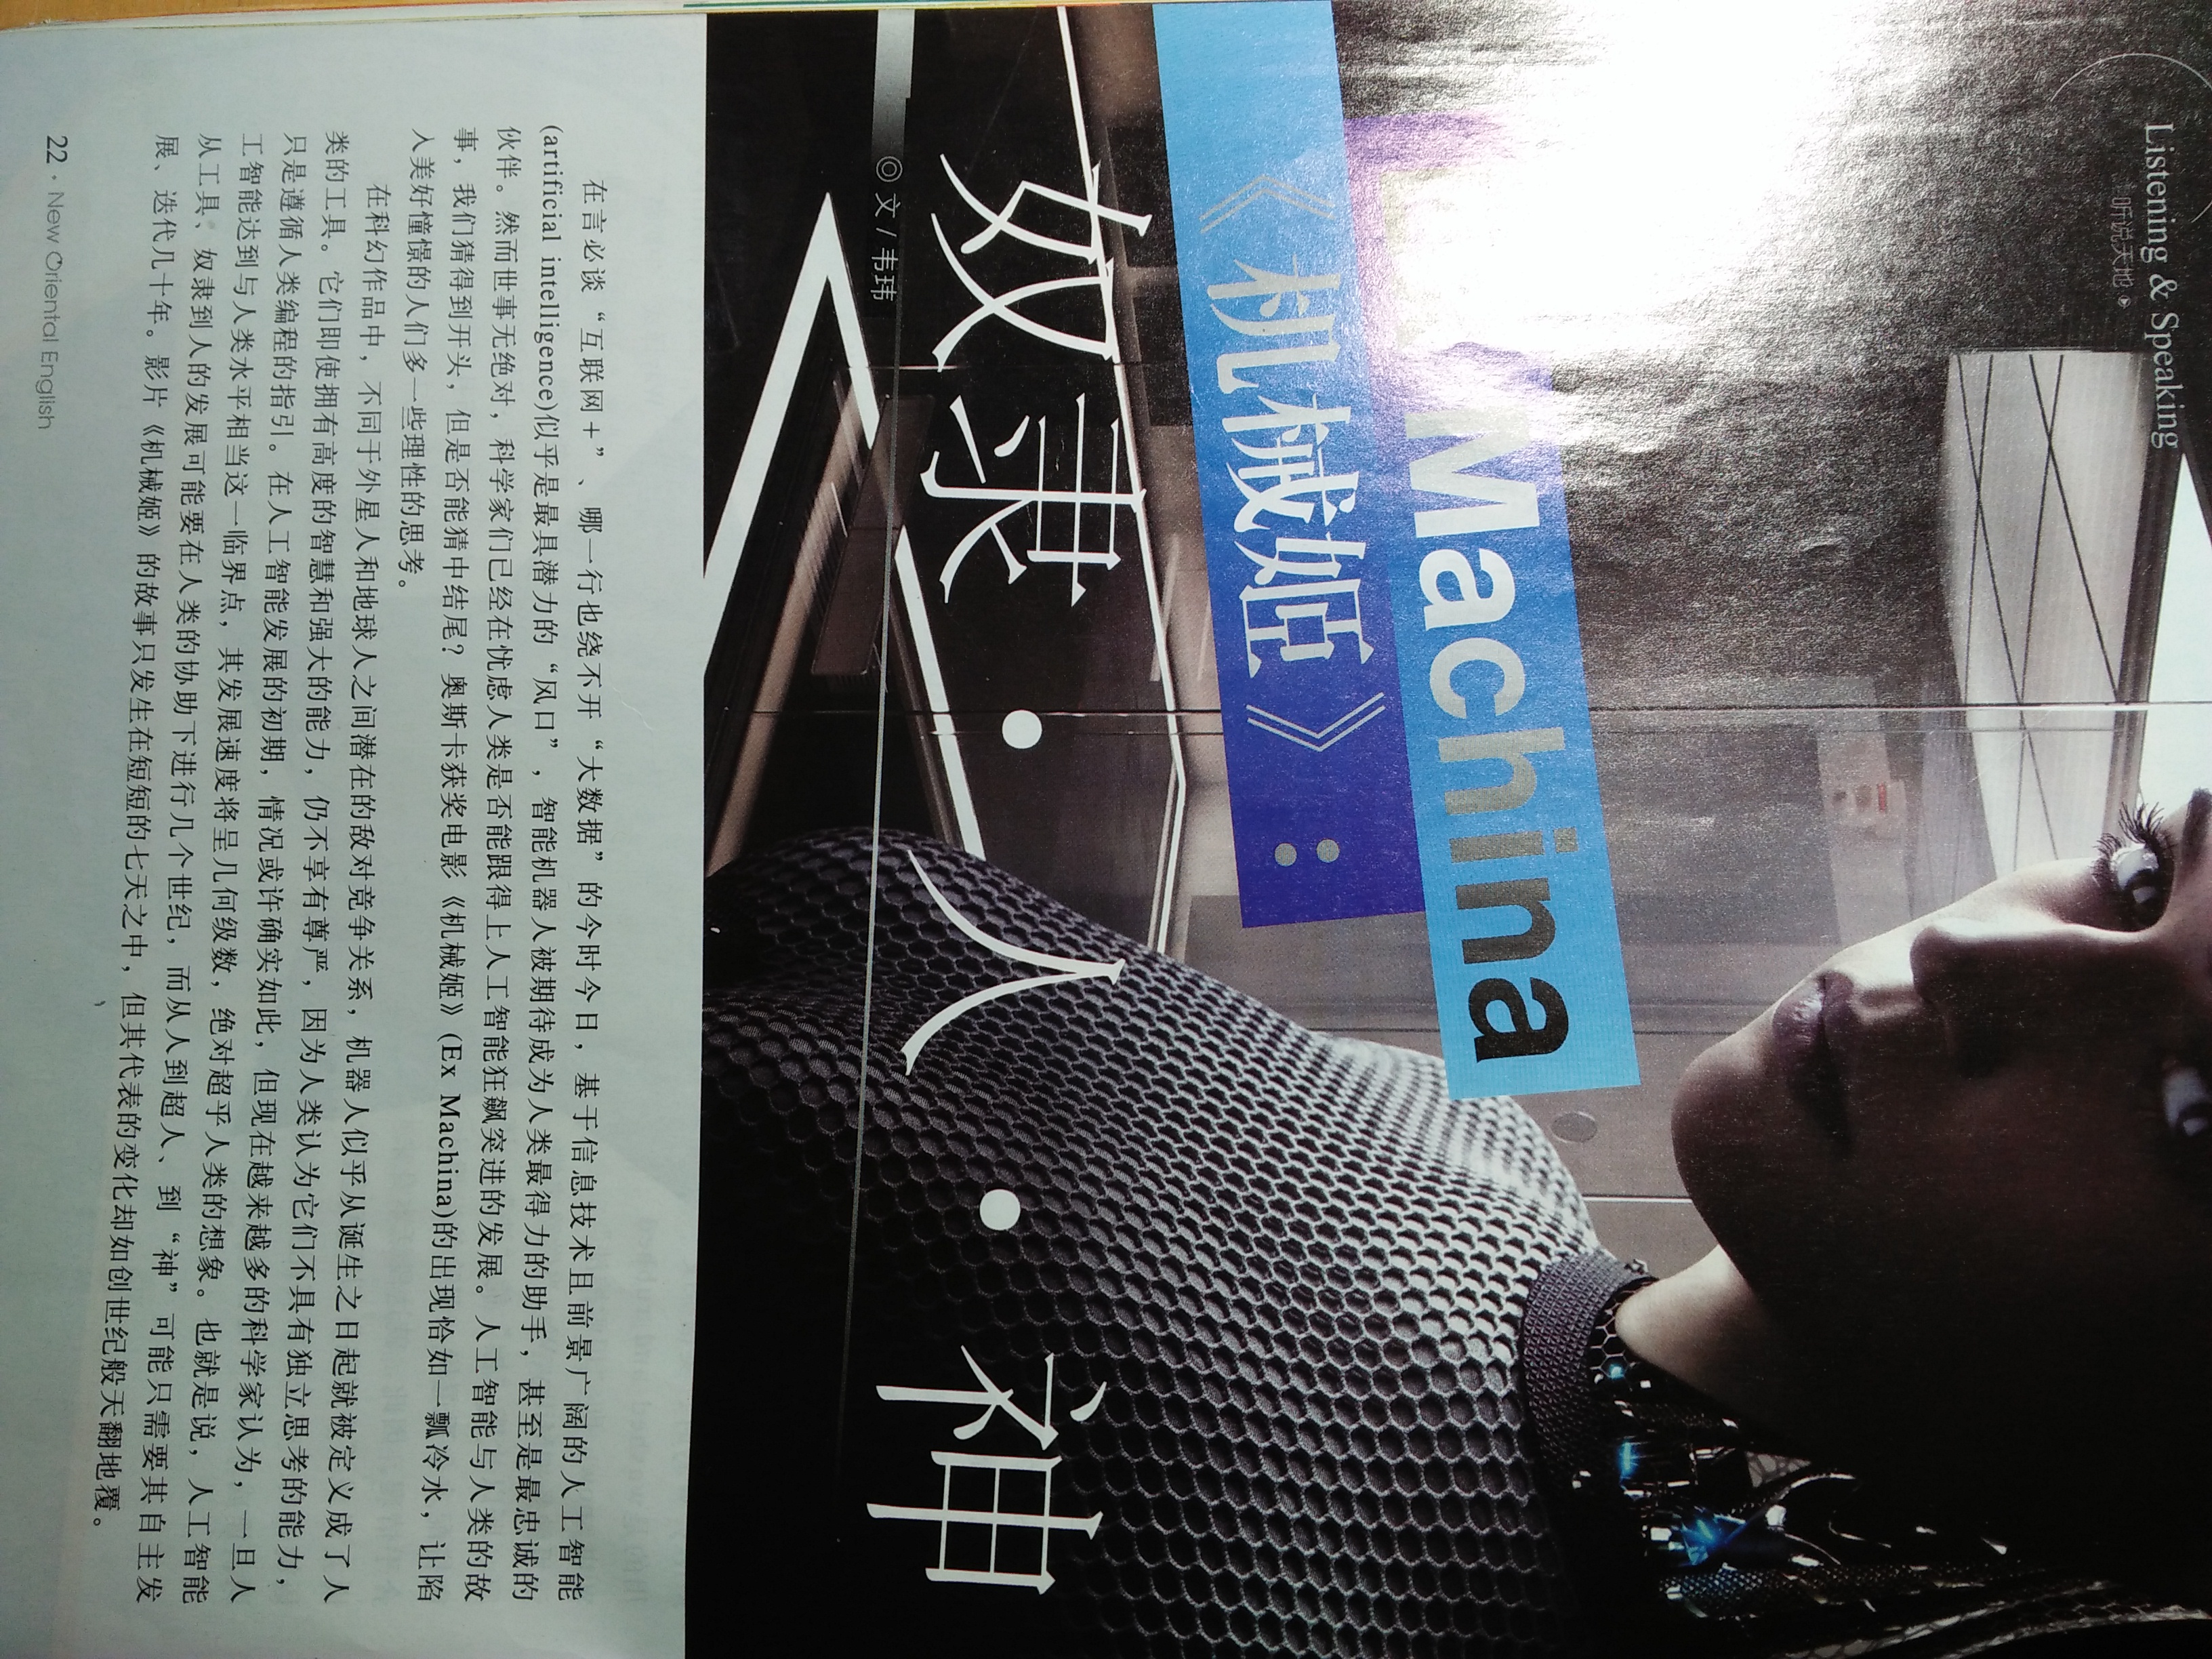 Listening & Speaking
听说天地
Machina
《机械姬》:
奴隶·人·神
◎ 文 / 韦玮
在言必谈“互联网+”、哪一行也绕不开“大数据”的今时今日，基于信息技术且前景广阔的人工智能
(artificial intelligence)似乎是最具潜力的“风口”，智能机器人被期待成为人类最得力的助手，甚至是最忠诚的
伙伴。然而世事无绝对，科学家们已经在忧虑人类是否能跟得上人工智能狂飙突进的发展。人工智能与人类的故
事，我们猜得到开头，但是否能猜中结尾？奥斯卡获奖电影《机械姬》(Ex Machina)的出现恰如一瓢冷水，让陷
入美好憧憬的人们多一些理性的思考。
在科幻作品中，不同于外星人和地球人之间潜在的敌对竞争关系，机器人似乎从诞生之日起就被定义成了人
类的工具。它们即使拥有高度的智慧和强大的能力，仍不享有尊严，因为人类认为它们不具有独立思考的能力，
只是遵循人类编程的指引。在人工智能发展的初期，情况或许确实如此，但现在越来越多的科学家认为，一旦人
工智能达到与人类水平相当这一临界点，其发展速度将呈几何级数，绝对超乎人类的想象。也就是说，人工智能
从工具、奴隶到人的发展可能要在人类的协助下进行几个世纪，而从人到超人、到“神”可能只需要其自主发
展、迭代几十年。影片《机械姬》的故事只发生在短短的七天之中，但其代表的变化却如创世纪般天翻地覆。
22 · New Oriental English